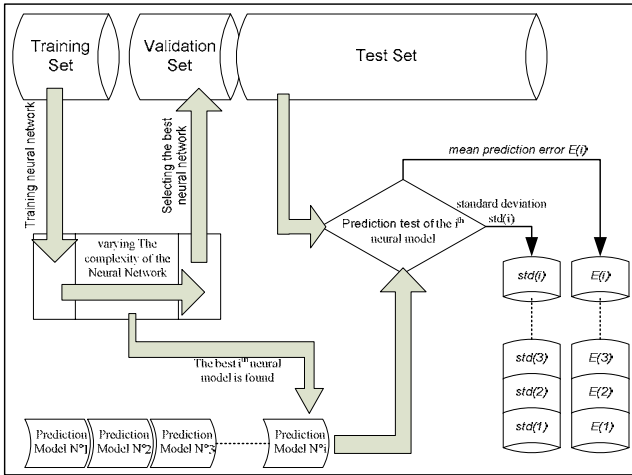 Training
Set
Validation
Set
Test Set
Training neural network
Selecting the best
neural network
mean prediction error E(i)
standard deviation
std(i)
Prediction test of the ith
neural model
varying The
complexity of the
Neural Network
The best ith neural
model is found
std(i)
E(i)
std(3)
E(3)
std(2)
E(2)
std(1)
E(1)
Prediction
Model N°1
Prediction
Model N°2
Prediction
Model N°3
Prediction
Model N°i